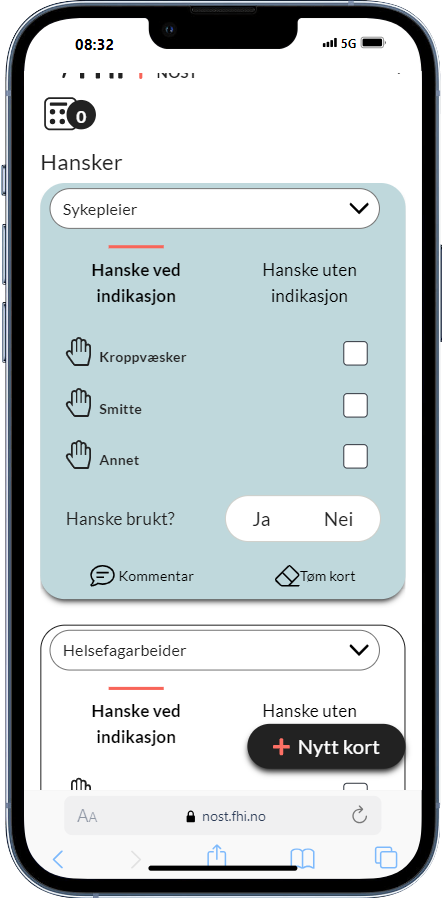 08:32
5G
NOST
0
Hansker
Sykepleier
Hanske ved
indikasjon
Hanske uten
indikasjon
Kroppvæsker
Smitte
Annet
Hanske brukt?
Ja
Nei
Kommentar
Tøm kort
Helsefagarbeider
Hanske ved
indikasjon
Hanske uten
+ Nytt kort
AA
nost.fhi.no